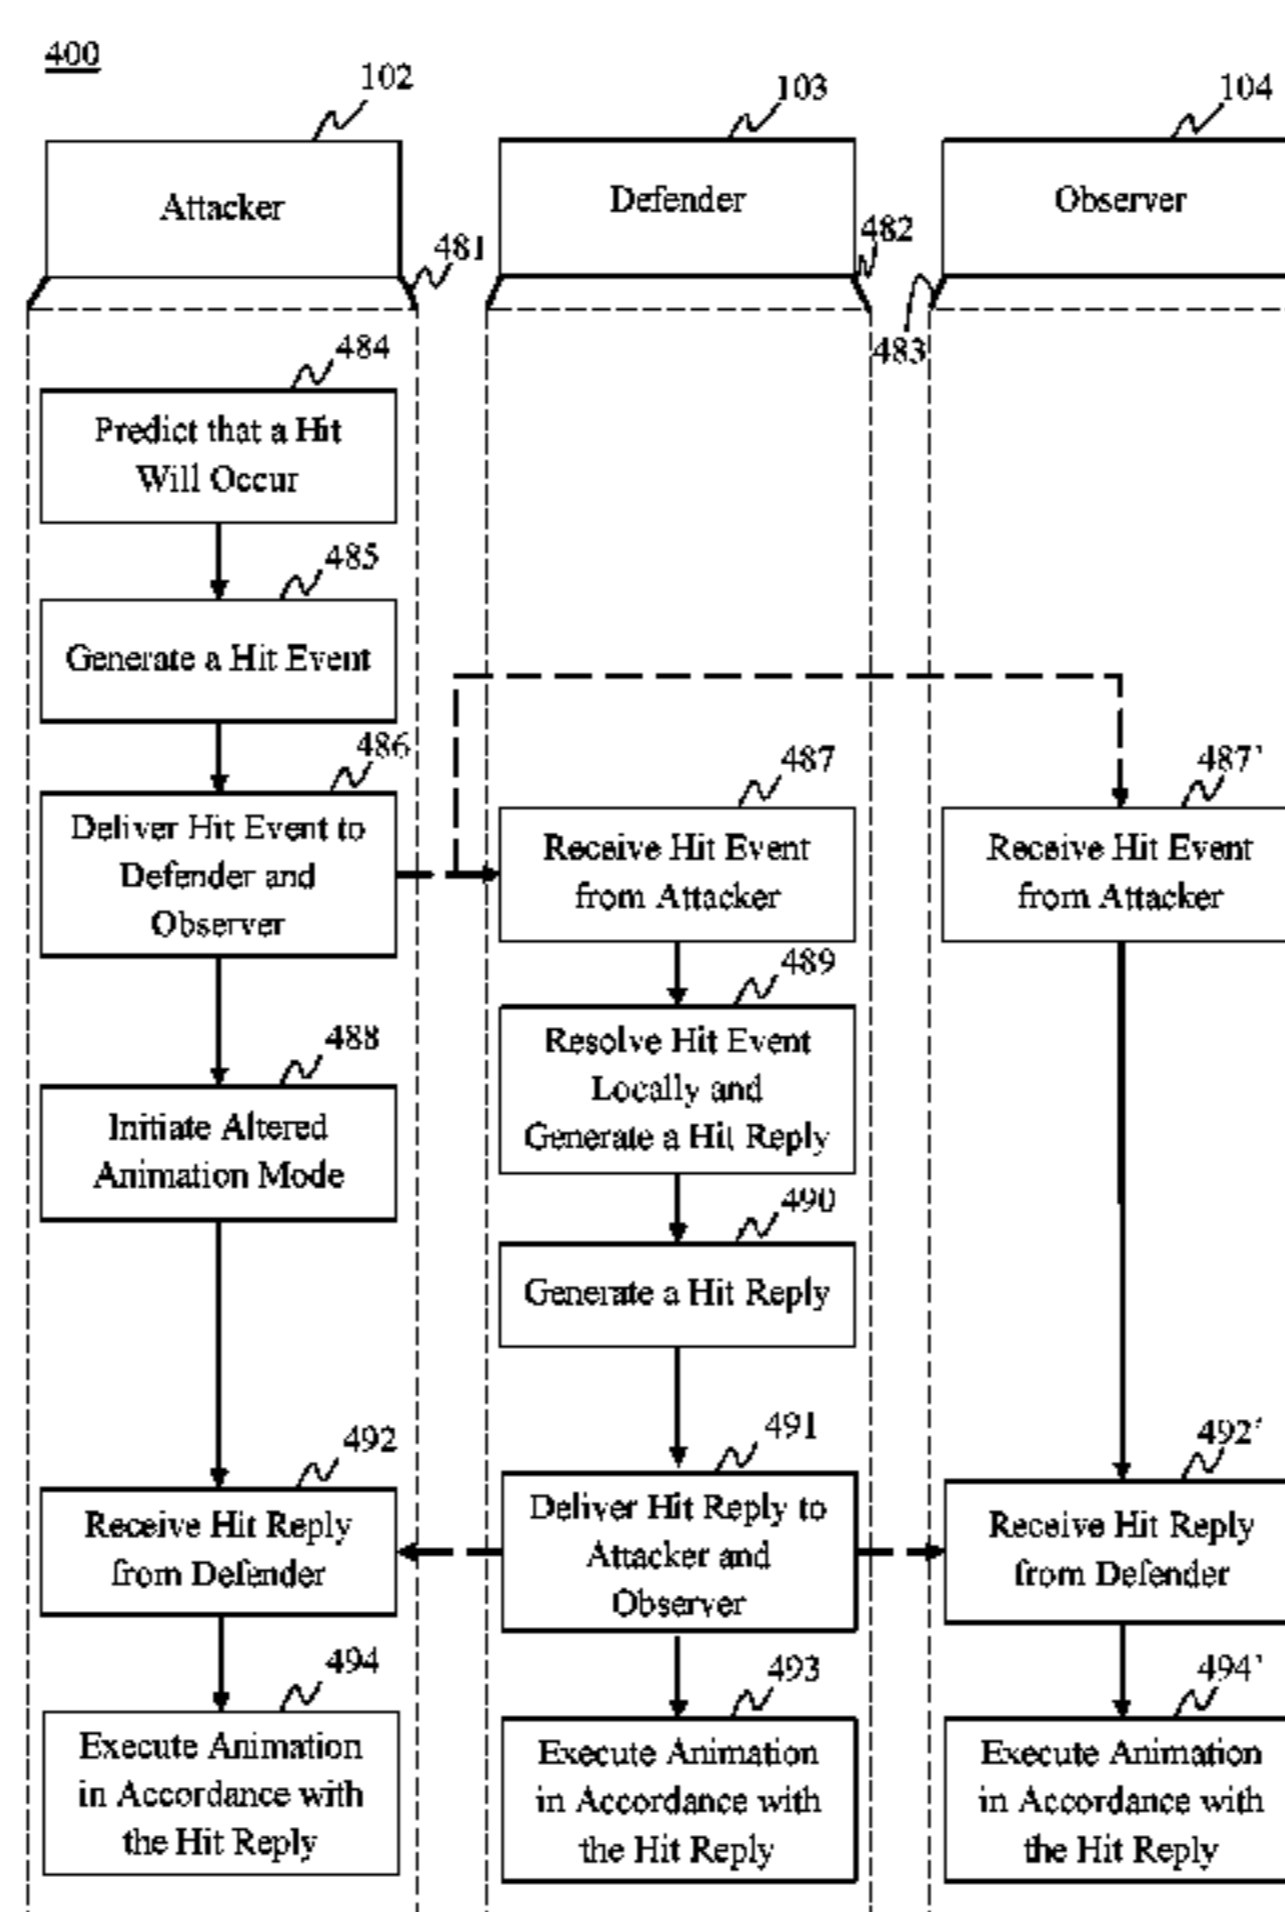 400
102
103
104
Attacker
Defender
Observer
481
482
483
484
Predict that a Hit
Will Occur
485
Generate a Hit Event
486
Deliver Hit Event to
Defender and
Observer
487
Receive Hit Event
from Attacker
487'
Receive Hit Event
from Attacker
488
Initiate Altered
Animation Mode
489
Resolve Hit Event
Locally and
Generate a Hit Reply
490
Generate a Hit Reply
491
Deliver Hit Reply to
Attacker and
Observer
492
Receive Hit Reply
from Defender
492'
Receive Hit Reply
from Defender
494
Execute Animation
in Accordance with
the Hit Reply
493
Execute Animation
in Accordance with
the Hit Reply
494'
Execute Animation
in Accordance with
the Hit Reply